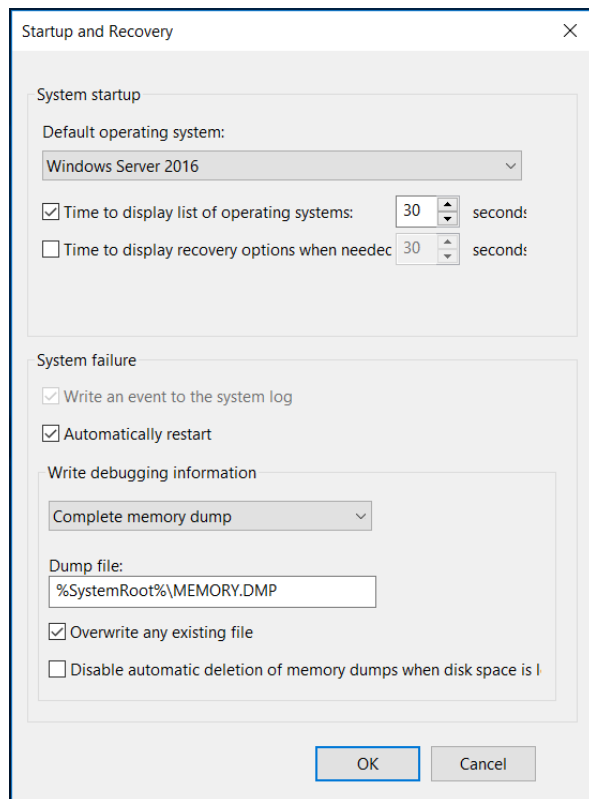 Startup and Recovery
System startup
Default operating system:
Windows Server 2016
Time to display list of operating systems: 30 seconds
Time to display recovery options when needed 30 seconds
System failure
Write an event to the system log
Automatically restart
Write debugging information
Complete memory dump
Dump file:
%SystemRoot%\MEMORY.DMP
Overwrite any existing file
Disable automatic deletion of memory dumps when disk space is
OK Cancel